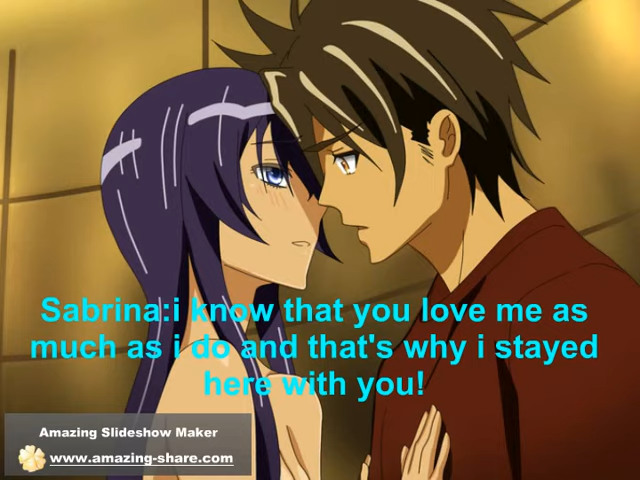 Sabrina:i know that you love me as
much as i do and that's why i stayed
here with you!
Amazing Slideshow Maker
www.amazing-share.com